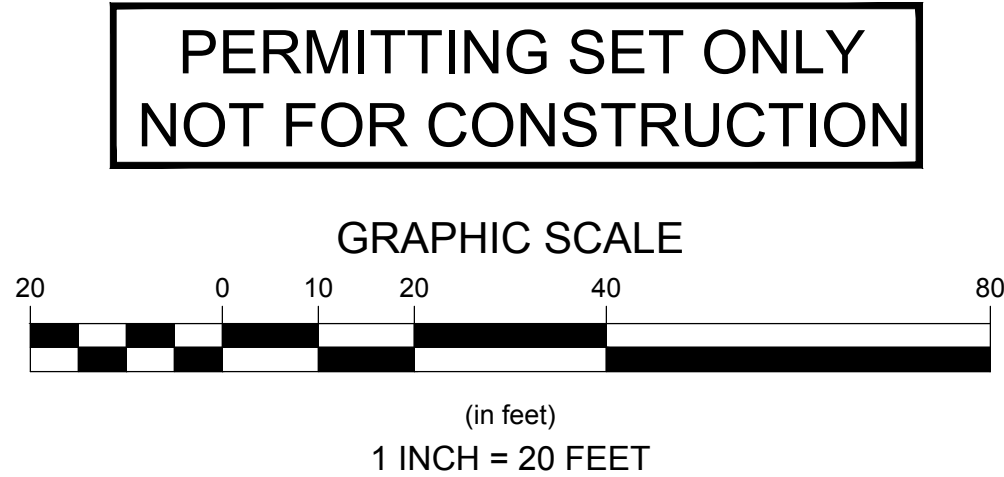 PERMITTING SET ONLY
NOT FOR CONSTRUCTION
GRAPHIC SCALE
20 0 10 20 40 80
(in feet)
1 INCH = 20 FEET